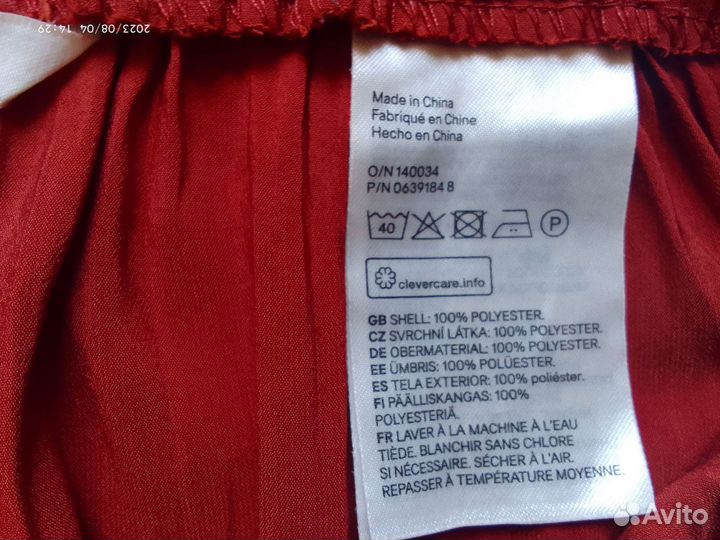 2023/08/04 14:29
Made in China
Fabriqué en Chine
Hecho en China
O/N 140034
P/N 0639184 8
40
P
clevercare.info
GB SHELL: 100% POLYESTER.
CZ SVRCHNÍ LÁTKA: 100% POLYESTER.
DE OBERMATERIAL: 100% POLYESTER.
EE ÜMBRIS: 100% POLÜESTER.
ES TELA EXTERIOR: 100% poliéster.
FI PÄÄLLISKANGAS: 100%
POLYESTERIÄ.
FR LAVER À LA MACHINE À L'EAU
TIÈDE. BLANCHIR SANS CHLORE
SI NÉCESSAIRE. SÉCHER À L'AIR.
REPASSER À TEMPÉRATURE MOYENNE.
Avito